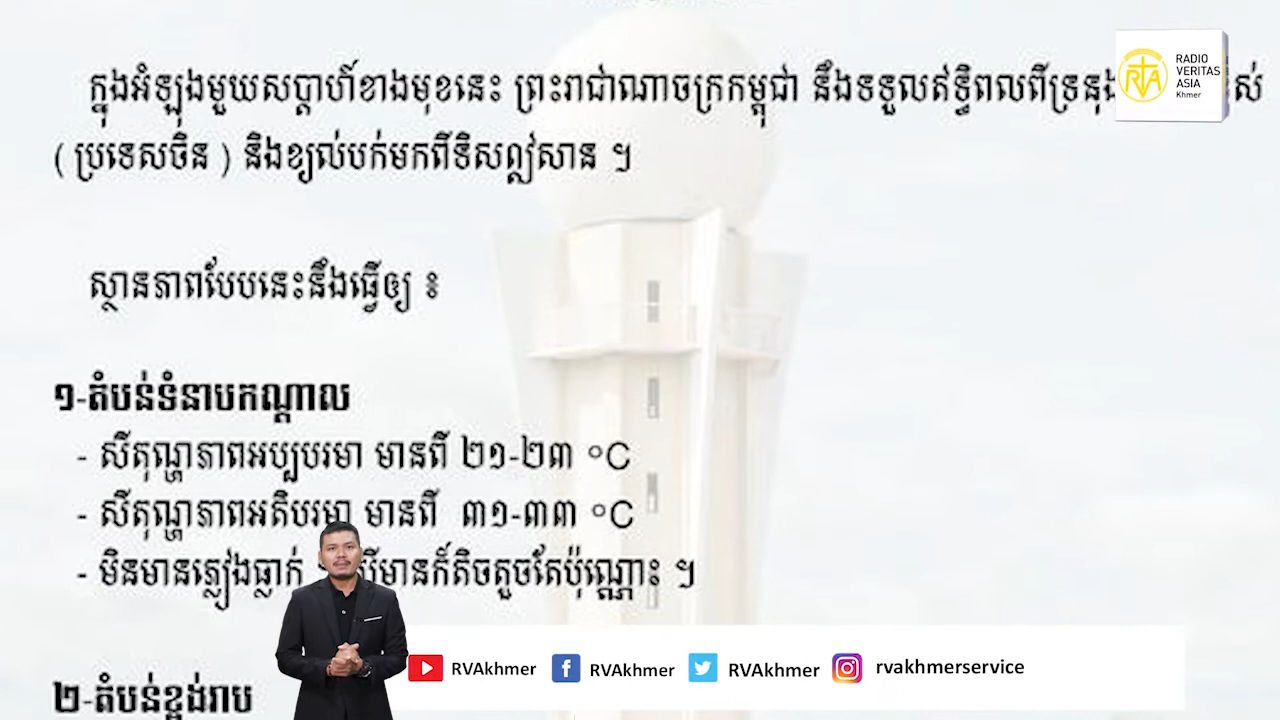 ក្នុងអំឡុងមួយសប្តាហ៍ខាងមុខនេះ ព្រះរាជាណាចក្រកម្ពុជា នឹងទទួលឥទ្ធិពលពីទ្រនុង
( ប្រទេសចិន ) និងខ្យល់បក់មកពីទិសឦសាន ។
ស្ថានភាពបែបនេះនឹងធ្វើឲ្យ ៖
១-តំបន់ទំនាបកណ្តាល
- សីតុណ្ហភាពអប្បបរមា មានពី ២១-២៣ °C
- សីតុណ្ហភាពអតិបរមា មានពី ៣១-៣៣ °C
- មិនមានភ្លៀងធ្លាក់ បើមានក៏តិចតួចតែប៉ុណ្ណោះ ។
២-តំបន់ខ្ពង់រាប
RADIO
VERITAS
ASIA
Khmer
RVAkhmer
RVAkhmer
RVAkhmer
rvakhmerservice